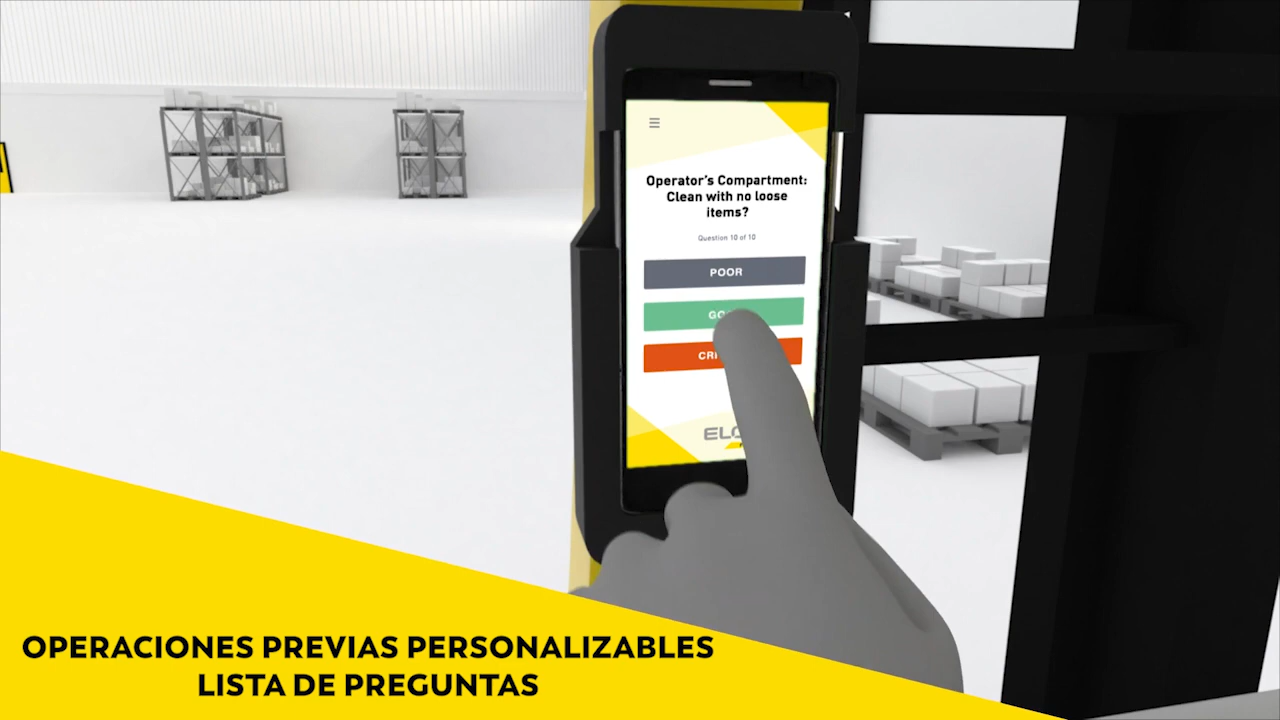 Operator's Compartment:
Clean with no loose
items?
Question 10 of 10
POOR
OPERACIONES PREVIAS PERSONALIZABLES
LISTA DE PREGUNTAS